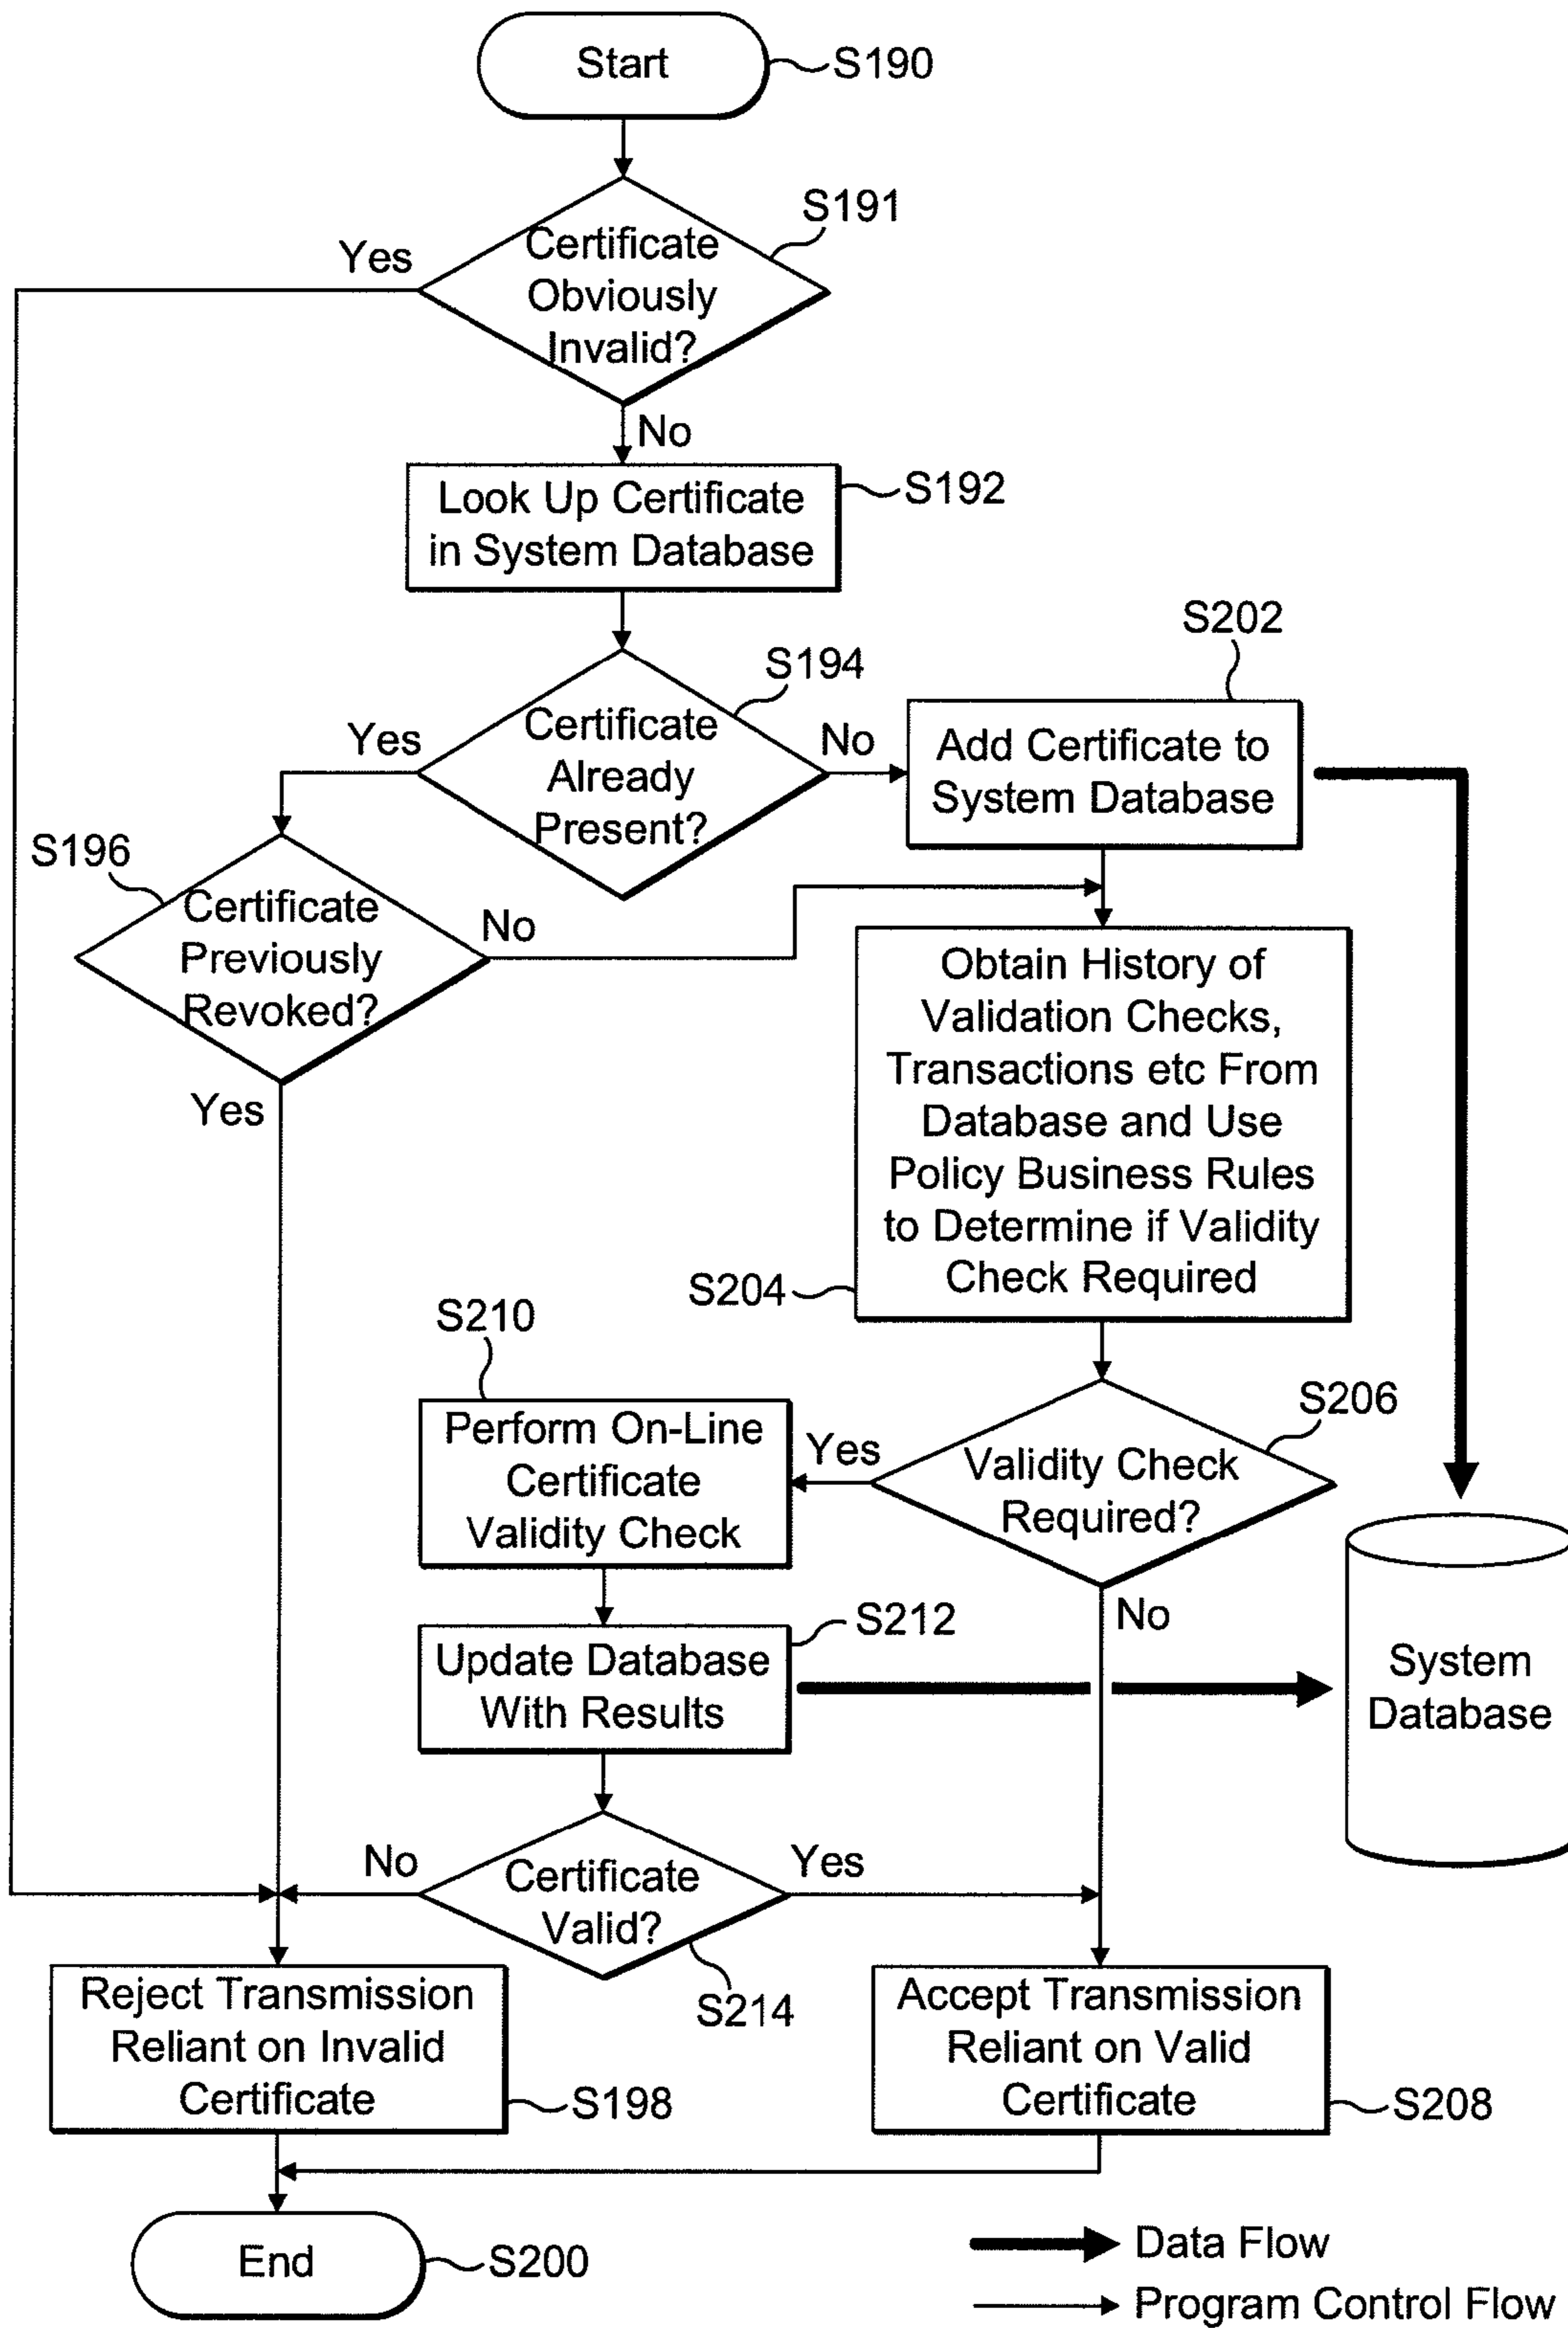 Start
S190
S191
Yes
Certificate
Obviously
Invalid?
No
Look Up Certificate
in System Database
S192
S202
S194
Yes
Certificate
Already
Present?
No
Add Certificate to
System Database
S196
Certificate
Previously
Revoked?
No
Yes
Obtain History of
Validation Checks,
Transactions etc From
Database and Use
Policy Business Rules
to Determine if Validity
Check Required
S204
S210
S206
Perform On-Line
Certificate
Validity Check
Yes
Validity Check
Required?
No
S212
Update Database
With Results
System
Database
No
Certificate
Valid?
Yes
S214
Reject Transmission
Reliant on Invalid
Certificate
S198
Accept Transmission
Reliant on Valid
Certificate
S208
End
S200
Data Flow
Program Control Flow